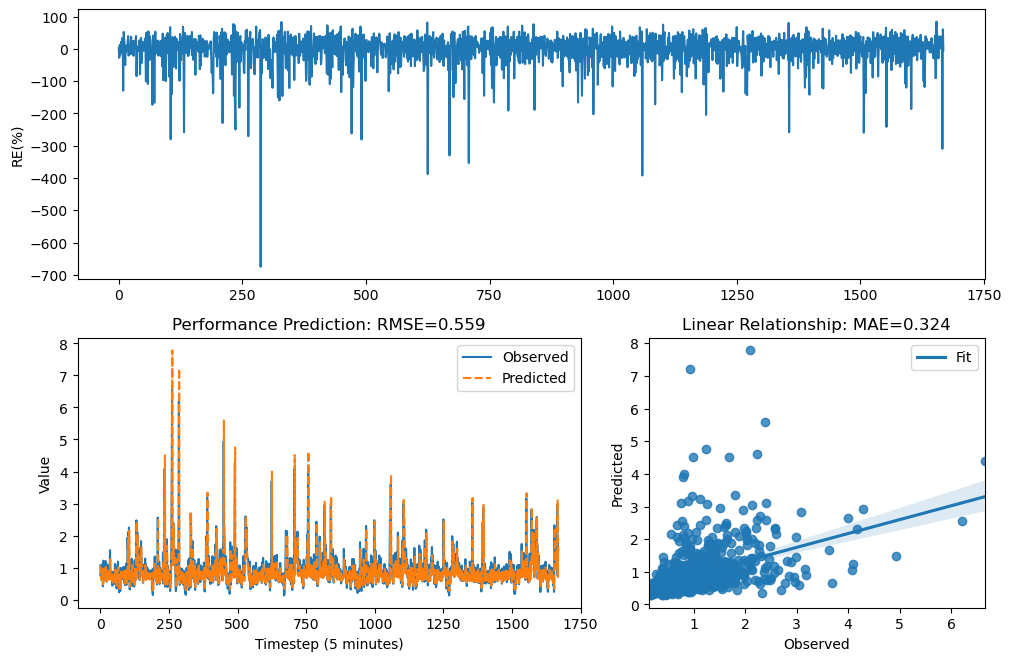 100
0
−100
−200
−300
−400
−500
−600
−700
RE(%)
0 250 500 750 1000 1250 1500 1750
Performance Prediction: RMSE=0.559
8
7
6
5
4
3
2
1
0
Value
Observed
Predicted
0 250 500 750 1000 1250 1500 1750
Timestep (5 minutes)
Linear Relationship: MAE=0.324
8
7
6
5
4
3
2
1
0
Predicted
Fit
1 2 3 4 5 6
Observed